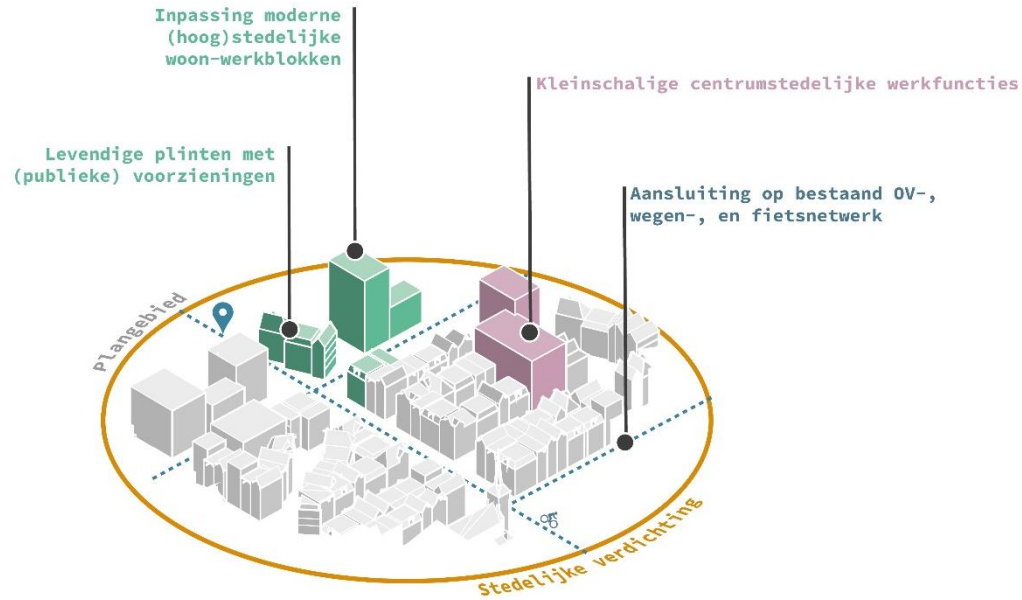 Inpassing moderne
(hoog)stedelijke
woon-werkblokken
Kleinschalige centrumstedelijke werkfuncties
Levendige plinten met
(publieke) voorzieningen
Aansluiting op bestaand OV-,
wegen-, en fietsnetwerk
Plangebied
Stedelijke verdichting